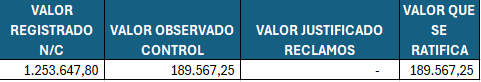 VALOR REGISTRADO N/C
VALOR OBSERVADO CONTROL
VALOR JUSTIFICADO RECLAMOS
VALOR QUE SE RATIFICA
1.253.647,80 189.567,25 - 189.567,25